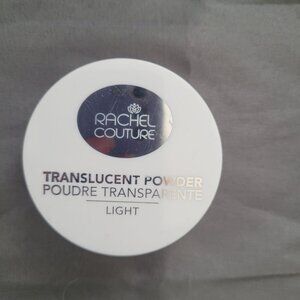 RACHEL
COUTURE
TRANSLUCENT POWDER
POUDRE TRANSPARENTE
LIGHT